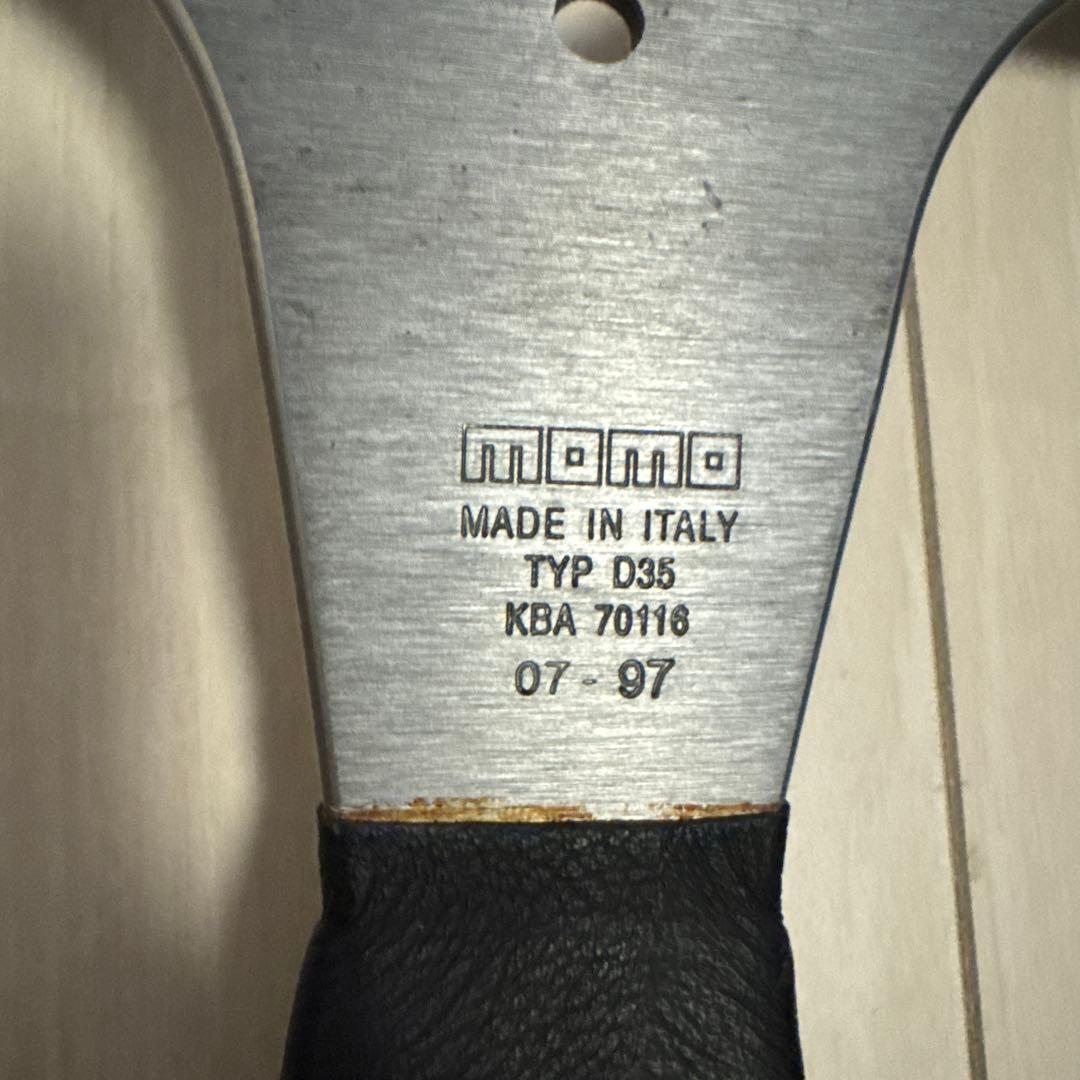 momo
MADE IN ITALY
TYP D35
KBA 70116
07 - 97